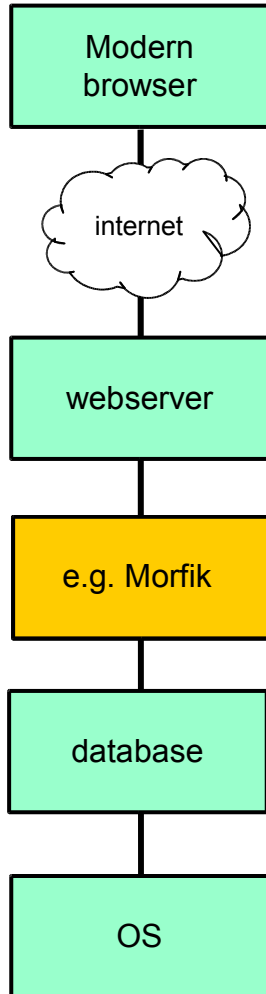 Modern
browser
internet
webserver
e.g. Morfik
database
OS